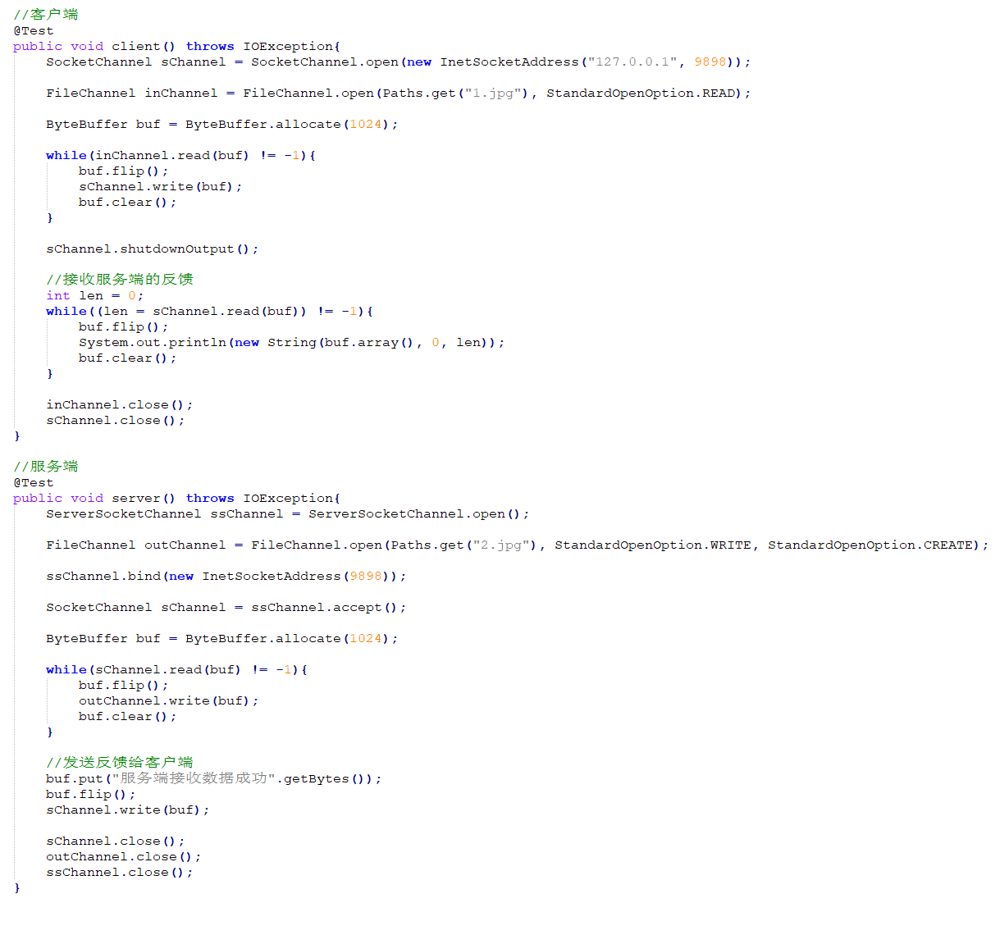 //客户端
@Test
public void client() throws IOException{
    SocketChannel sChannel = SocketChannel.open(new InetSocketAddress("127.0.0.1", 9898));
    FileChannel inChannel = FileChannel.open(Paths.get("1.jpg"), StandardOpenOption.READ);
    ByteBuffer buf = ByteBuffer.allocate(1024);
    while(inChannel.read(buf) != -1){
        buf.flip();
        sChannel.write(buf);
        buf.clear();
    }
    sChannel.shutdownOutput();
    //接收服务端的反馈
    int len = 0;
    while((len = sChannel.read(buf)) != -1){
        buf.flip();
        System.out.println(new String(buf.array(), 0, len));
        buf.clear();
    }
    inChannel.close();
    sChannel.close();
}
//服务端
@Test
public void server() throws IOException{
    ServerSocketChannel ssChannel = ServerSocketChannel.open();
    FileChannel outChannel = FileChannel.open(Paths.get("2.jpg"), StandardOpenOption.WRITE, StandardOpenOption.CREATE);
    ssChannel.bind(new InetSocketAddress(9898));
    SocketChannel sChannel = ssChannel.accept();
    ByteBuffer buf = ByteBuffer.allocate(1024);
    while(sChannel.read(buf) != -1){
        buf.flip();
        outChannel.write(buf);
        buf.clear();
    }
    //发送反馈给客户端
    buf.put("服务端接收数据成功".getBytes());
    buf.flip();
    sChannel.write(buf);
    sChannel.close();
    outChannel.close();
    ssChannel.close();
}